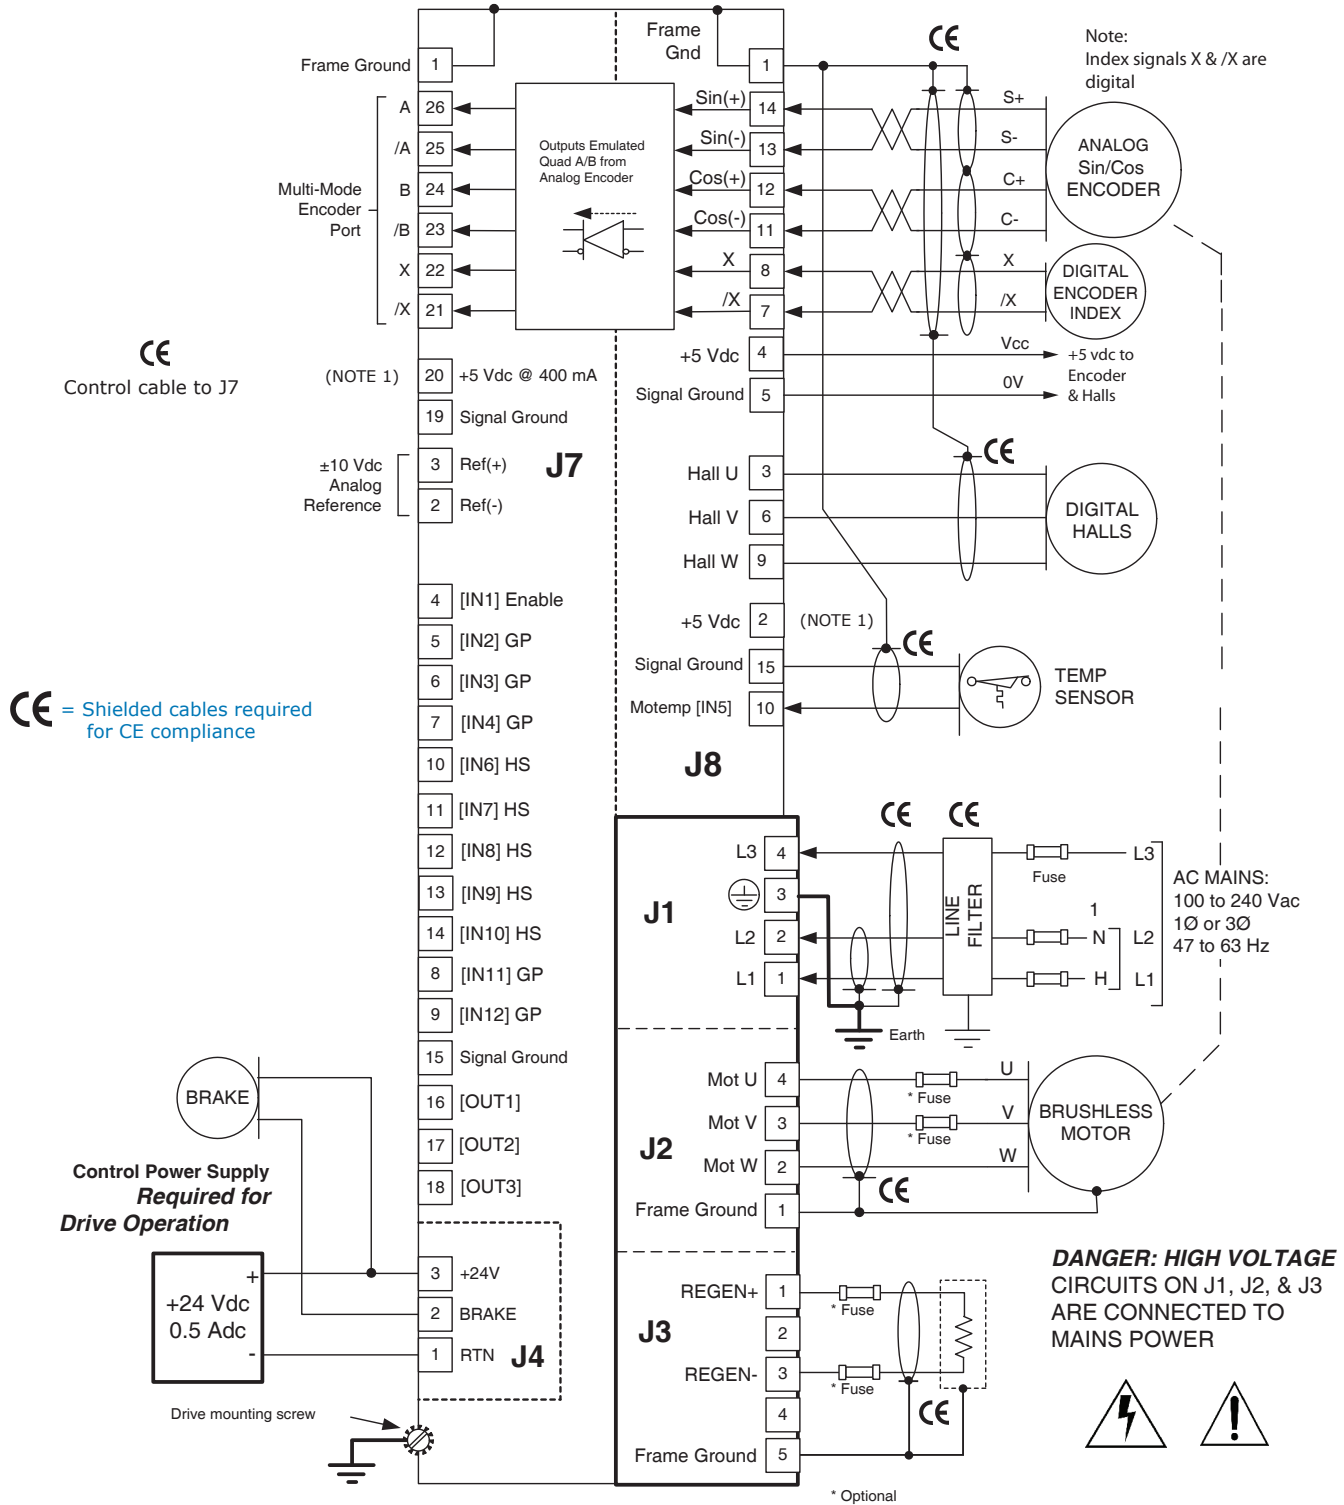 Frame Ground 1
A 26
/A 25
B 24
/B 23
X 22
/X 21
Multi-Mode
Encoder
Port
Outputs Emulated
Quad A/B from
Analog Encoder
Frame
Gnd
1
Sin(+) 14
Sin(-) 13
Cos(+) 12
Cos(-) 11
X 8
/X 7
CE
Note:
Index signals X & /X are
digital
S+
S-
C+
C-
ANALOG
Sin/Cos
ENCODER
X
/X
DIGITAL
ENCODER
INDEX
+5 Vdc 4
Vcc
Signal Ground 5
0V
+5 vdc to
Encoder
& Halls
CE
Control cable to J7
(NOTE 1) 20 +5 Vdc @ 400 mA
19 Signal Ground
±10 Vdc
Analog
Reference
3 Ref(+)
2 Ref(-)
J7
CE
Hall U 3
Hall V 6
Hall W 9
DIGITAL
HALLS
4 [IN1] Enable
5 [IN2] GP
6 [IN3] GP
7 [IN4] GP
10 [IN6] HS
11 [IN7] HS
12 [IN8] HS
13 [IN9] HS
14 [IN10] HS
8 [IN11] GP
9 [IN12] GP
15 Signal Ground
16 [OUT1]
17 [OUT2]
18 [OUT3]
+5 Vdc 2 (NOTE 1)
CE
Signal Ground 15
Motemp [IN5] 10
TEMP
SENSOR
J8
CE = Shielded cables required
for CE compliance
J1
CE
CE
L3 4
3
L2 2
L1 1
LINE
FILTER
Fuse
L3
1
N
L2
H
L1
AC MAINS:
100 to 240 Vac
1Ø or 3Ø
47 to 63 Hz
Earth
J2
Mot U 4
Mot V 3
Mot W 2
Frame Ground 1
* Fuse
* Fuse
U
V
W
CE
BRUSHLESS
MOTOR
BRAKE
Control Power Supply
Required for
Drive Operation
+
+24 Vdc
0.5 Adc
-
3 +24V
2 BRAKE
1 RTN
J4
Drive mounting screw
J3
REGEN+ 1
2
REGEN- 3
4
Frame Ground 5
* Fuse
* Fuse
CE
* Optional
DANGER: HIGH VOLTAGE
CIRCUITS ON J1, J2, & J3
ARE CONNECTED TO
MAINS POWER